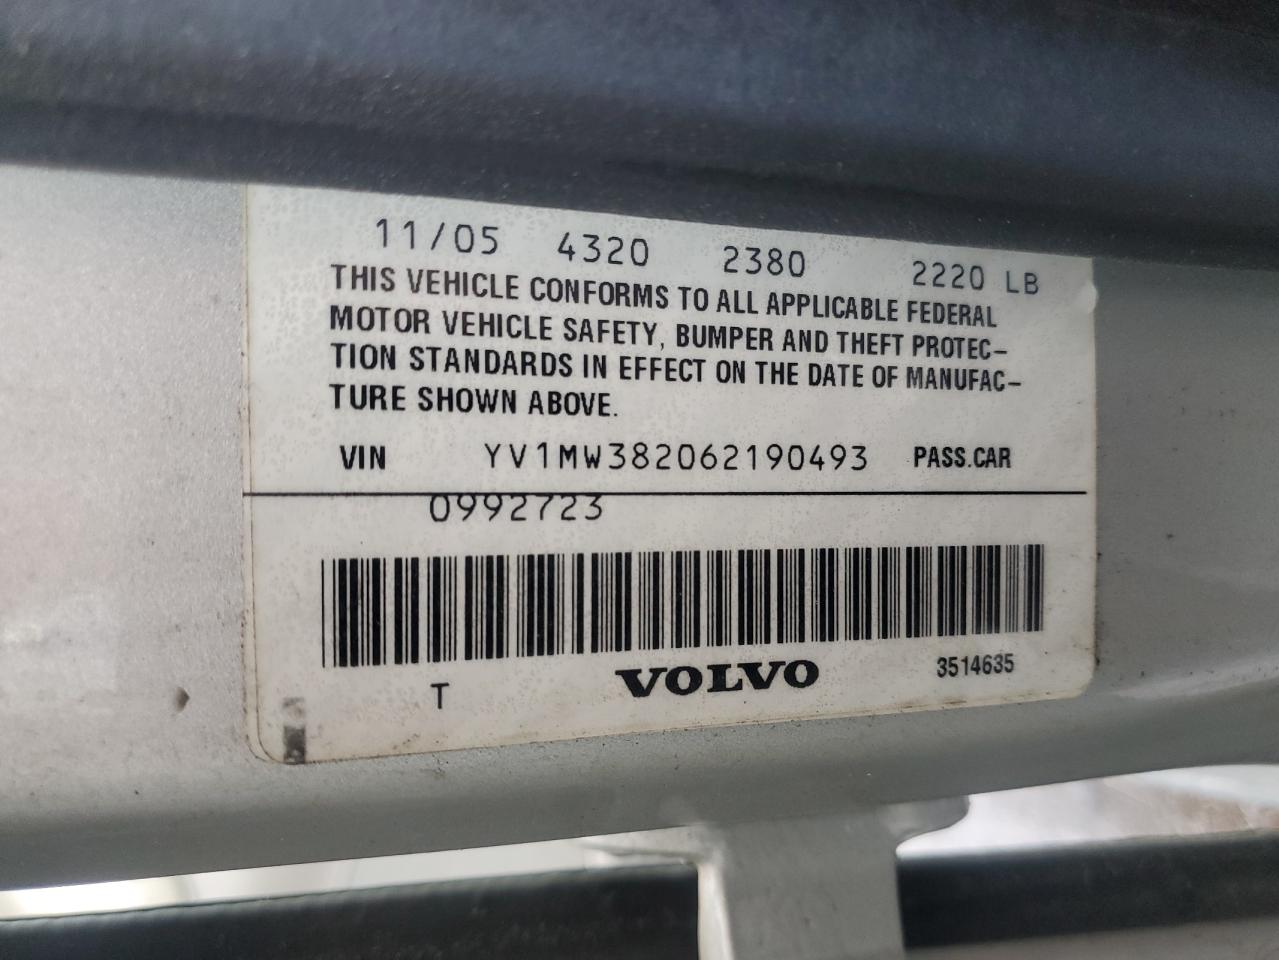 11/05 4320 2380 2220 LB
THIS VEHICLE CONFORMS TO ALL APPLICABLE FEDERAL
MOTOR VEHICLE SAFETY, BUMPER AND THEFT PROTEC-
TION STANDARDS IN EFFECT ON THE DATE OF MANUFAC-
TURE SHOWN ABOVE.
VIN YV1MW382062190493 PASS.CAR
0992723
T VOLVO 3514635